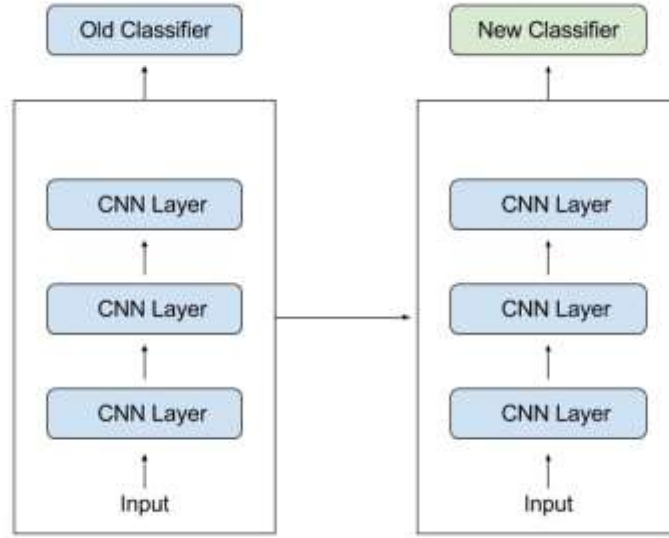 Old Classifier
CNN Layer
CNN Layer
CNN Layer
Input
New Classifier
CNN Layer
CNN Layer
CNN Layer
Input